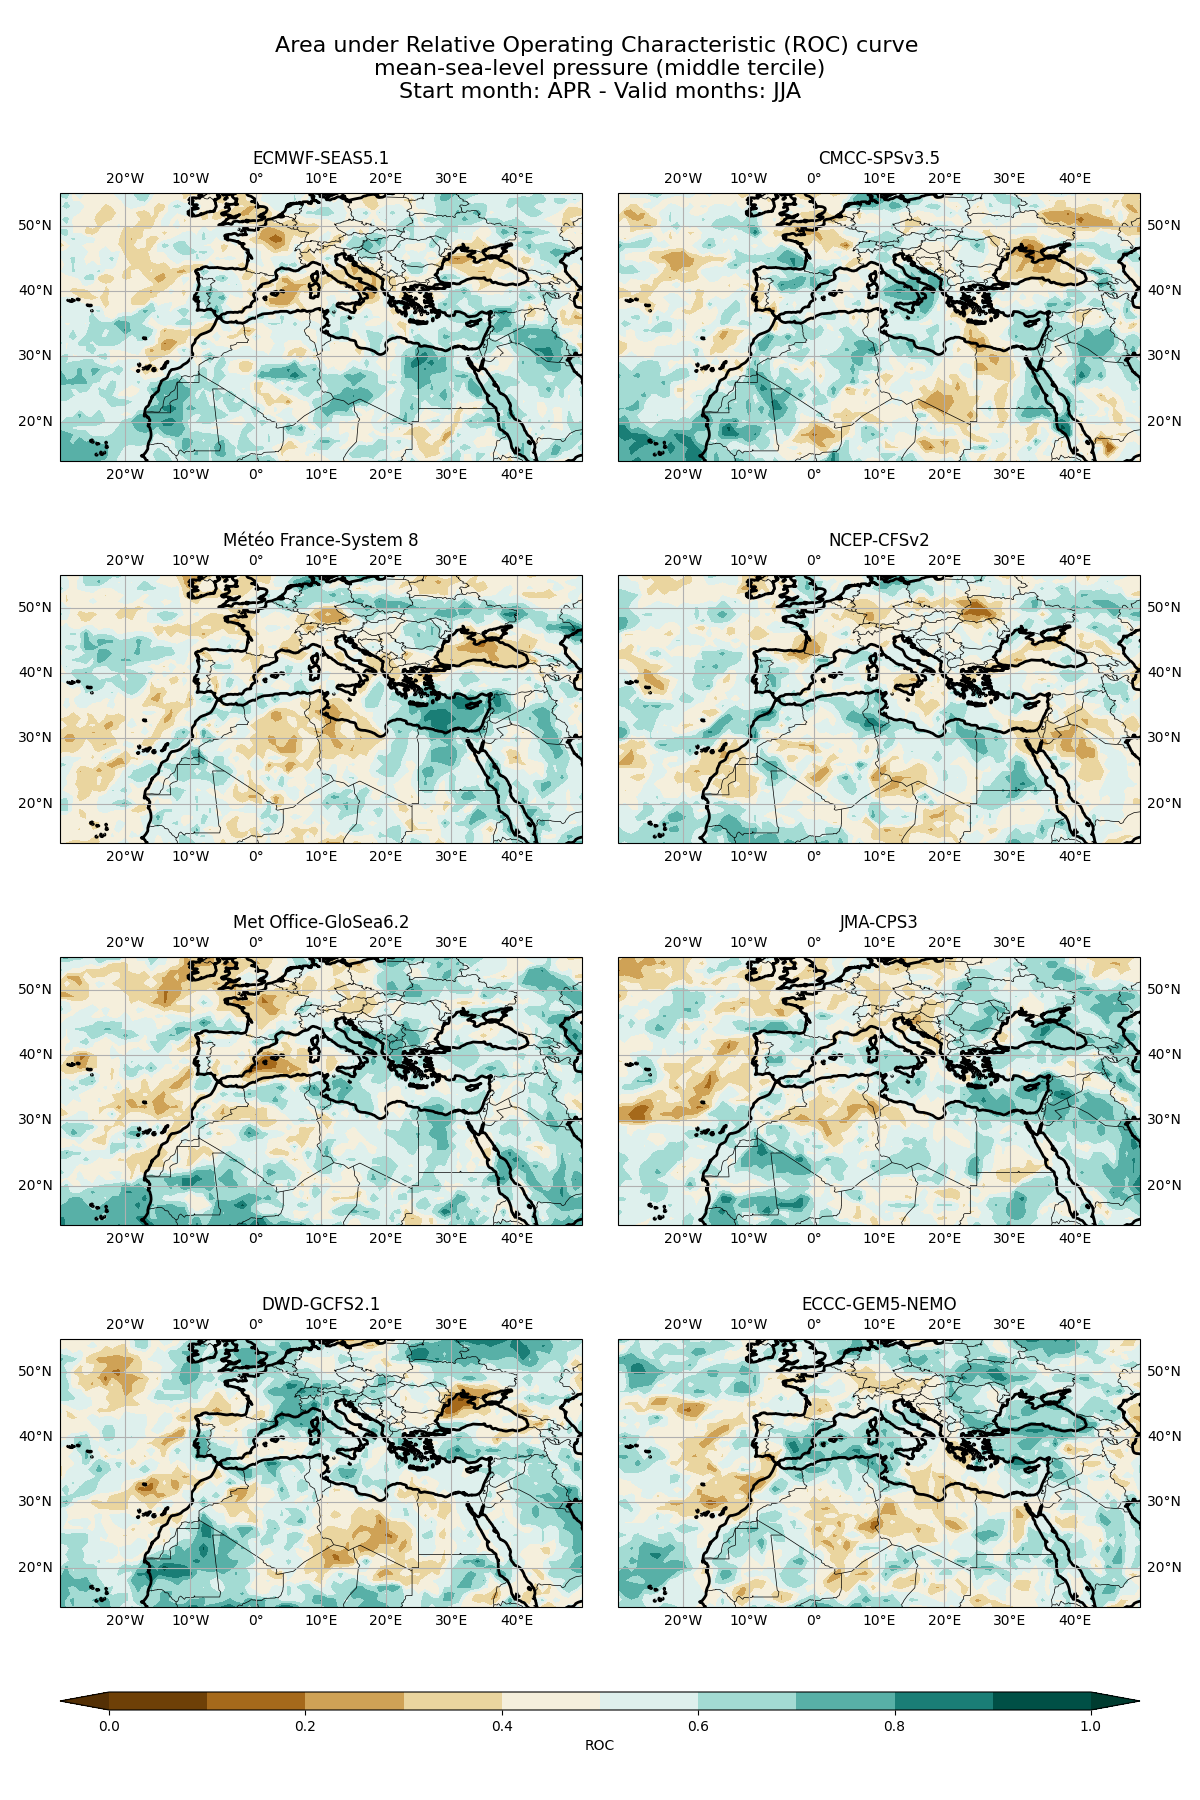 Area under Relative Operating Characteristic (ROC) curve
mean-sea-level pressure (middle tercile)
Start month: APR - Valid months: JJA
ECMWF-SEAS5.1
20°W 10°W 0° 10°E 20°E 30°E 40°E
50°N
40°N
30°N
20°N
20°W 10°W 0° 10°E 20°E 30°E 40°E
CMCC-SPSv3.5
20°W 10°W 0° 10°E 20°E 30°E 40°E
50°N
40°N
30°N
20°N
20°W 10°W 0° 10°E 20°E 30°E 40°E
Météo France-System 8
20°W 10°W 0° 10°E 20°E 30°E 40°E
50°N
40°N
30°N
20°N
20°W 10°W 0° 10°E 20°E 30°E 40°E
NCEP-CFSv2
20°W 10°W 0° 10°E 20°E 30°E 40°E
50°N
40°N
30°N
20°N
20°W 10°W 0° 10°E 20°E 30°E 40°E
Met Office-GloSea6.2
20°W 10°W 0° 10°E 20°E 30°E 40°E
50°N
40°N
30°N
20°N
20°W 10°W 0° 10°E 20°E 30°E 40°E
JMA-CPS3
20°W 10°W 0° 10°E 20°E 30°E 40°E
50°N
40°N
30°N
20°N
20°W 10°W 0° 10°E 20°E 30°E 40°E
DWD-GCFS2.1
20°W 10°W 0° 10°E 20°E 30°E 40°E
50°N
40°N
30°N
20°N
20°W 10°W 0° 10°E 20°E 30°E 40°E
ECCC-GEM5-NEMO
20°W 10°W 0° 10°E 20°E 30°E 40°E
50°N
40°N
30°N
20°N
20°W 10°W 0° 10°E 20°E 30°E 40°E
0.0 0.2 0.4 0.6 0.8 1.0
ROC